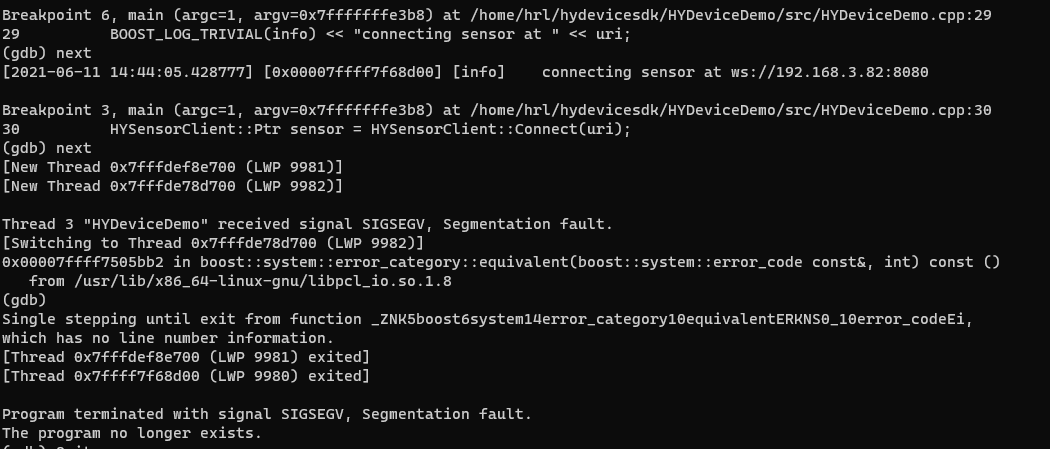 Breakpoint 6, main (argc=1, argv=0x7fffffffe3b8) at /home/hrl/hydevicesdk/HYDeviceDemo/src/HYDeviceDemo.cpp:29
29          BOOST_LOG_TRIVIAL(info) << "connecting sensor at " << uri;
(gdb) next
[2021-06-11 14:44:05.428777] [0x00007ffff7f68d00] [info]    connecting sensor at ws://192.168.3.82:8080
Breakpoint 3, main (argc=1, argv=0x7fffffffe3b8) at /home/hrl/hydevicesdk/HYDeviceDemo/src/HYDeviceDemo.cpp:30
30          HYSensorClient::Ptr sensor = HYSensorClient::Connect(uri);
(gdb) next
[New Thread 0x7fffdef8e700 (LWP 9981)]
[New Thread 0x7fffde78d700 (LWP 9982)]
Thread 3 "HYDeviceDemo" received signal SIGSEGV, Segmentation fault.
[Switching to Thread 0x7fffde78d700 (LWP 9982)]
0x00007ffff7505bb2 in boost::system::error_category::equivalent(boost::system::error_code const&, int) const ()
   from /usr/lib/x86_64-linux-gnu/libpcl_io.so.1.8
(gdb)
Single stepping until exit from function _ZNK5boost6system14error_category10equivalentERKNS0_10error_codeEi,
which has no line number information.
[Thread 0x7fffdef8e700 (LWP 9981) exited]
[Thread 0x7ffff7f68d00 (LWP 9980) exited]
Program terminated with signal SIGSEGV, Segmentation fault.
The program no longer exists.